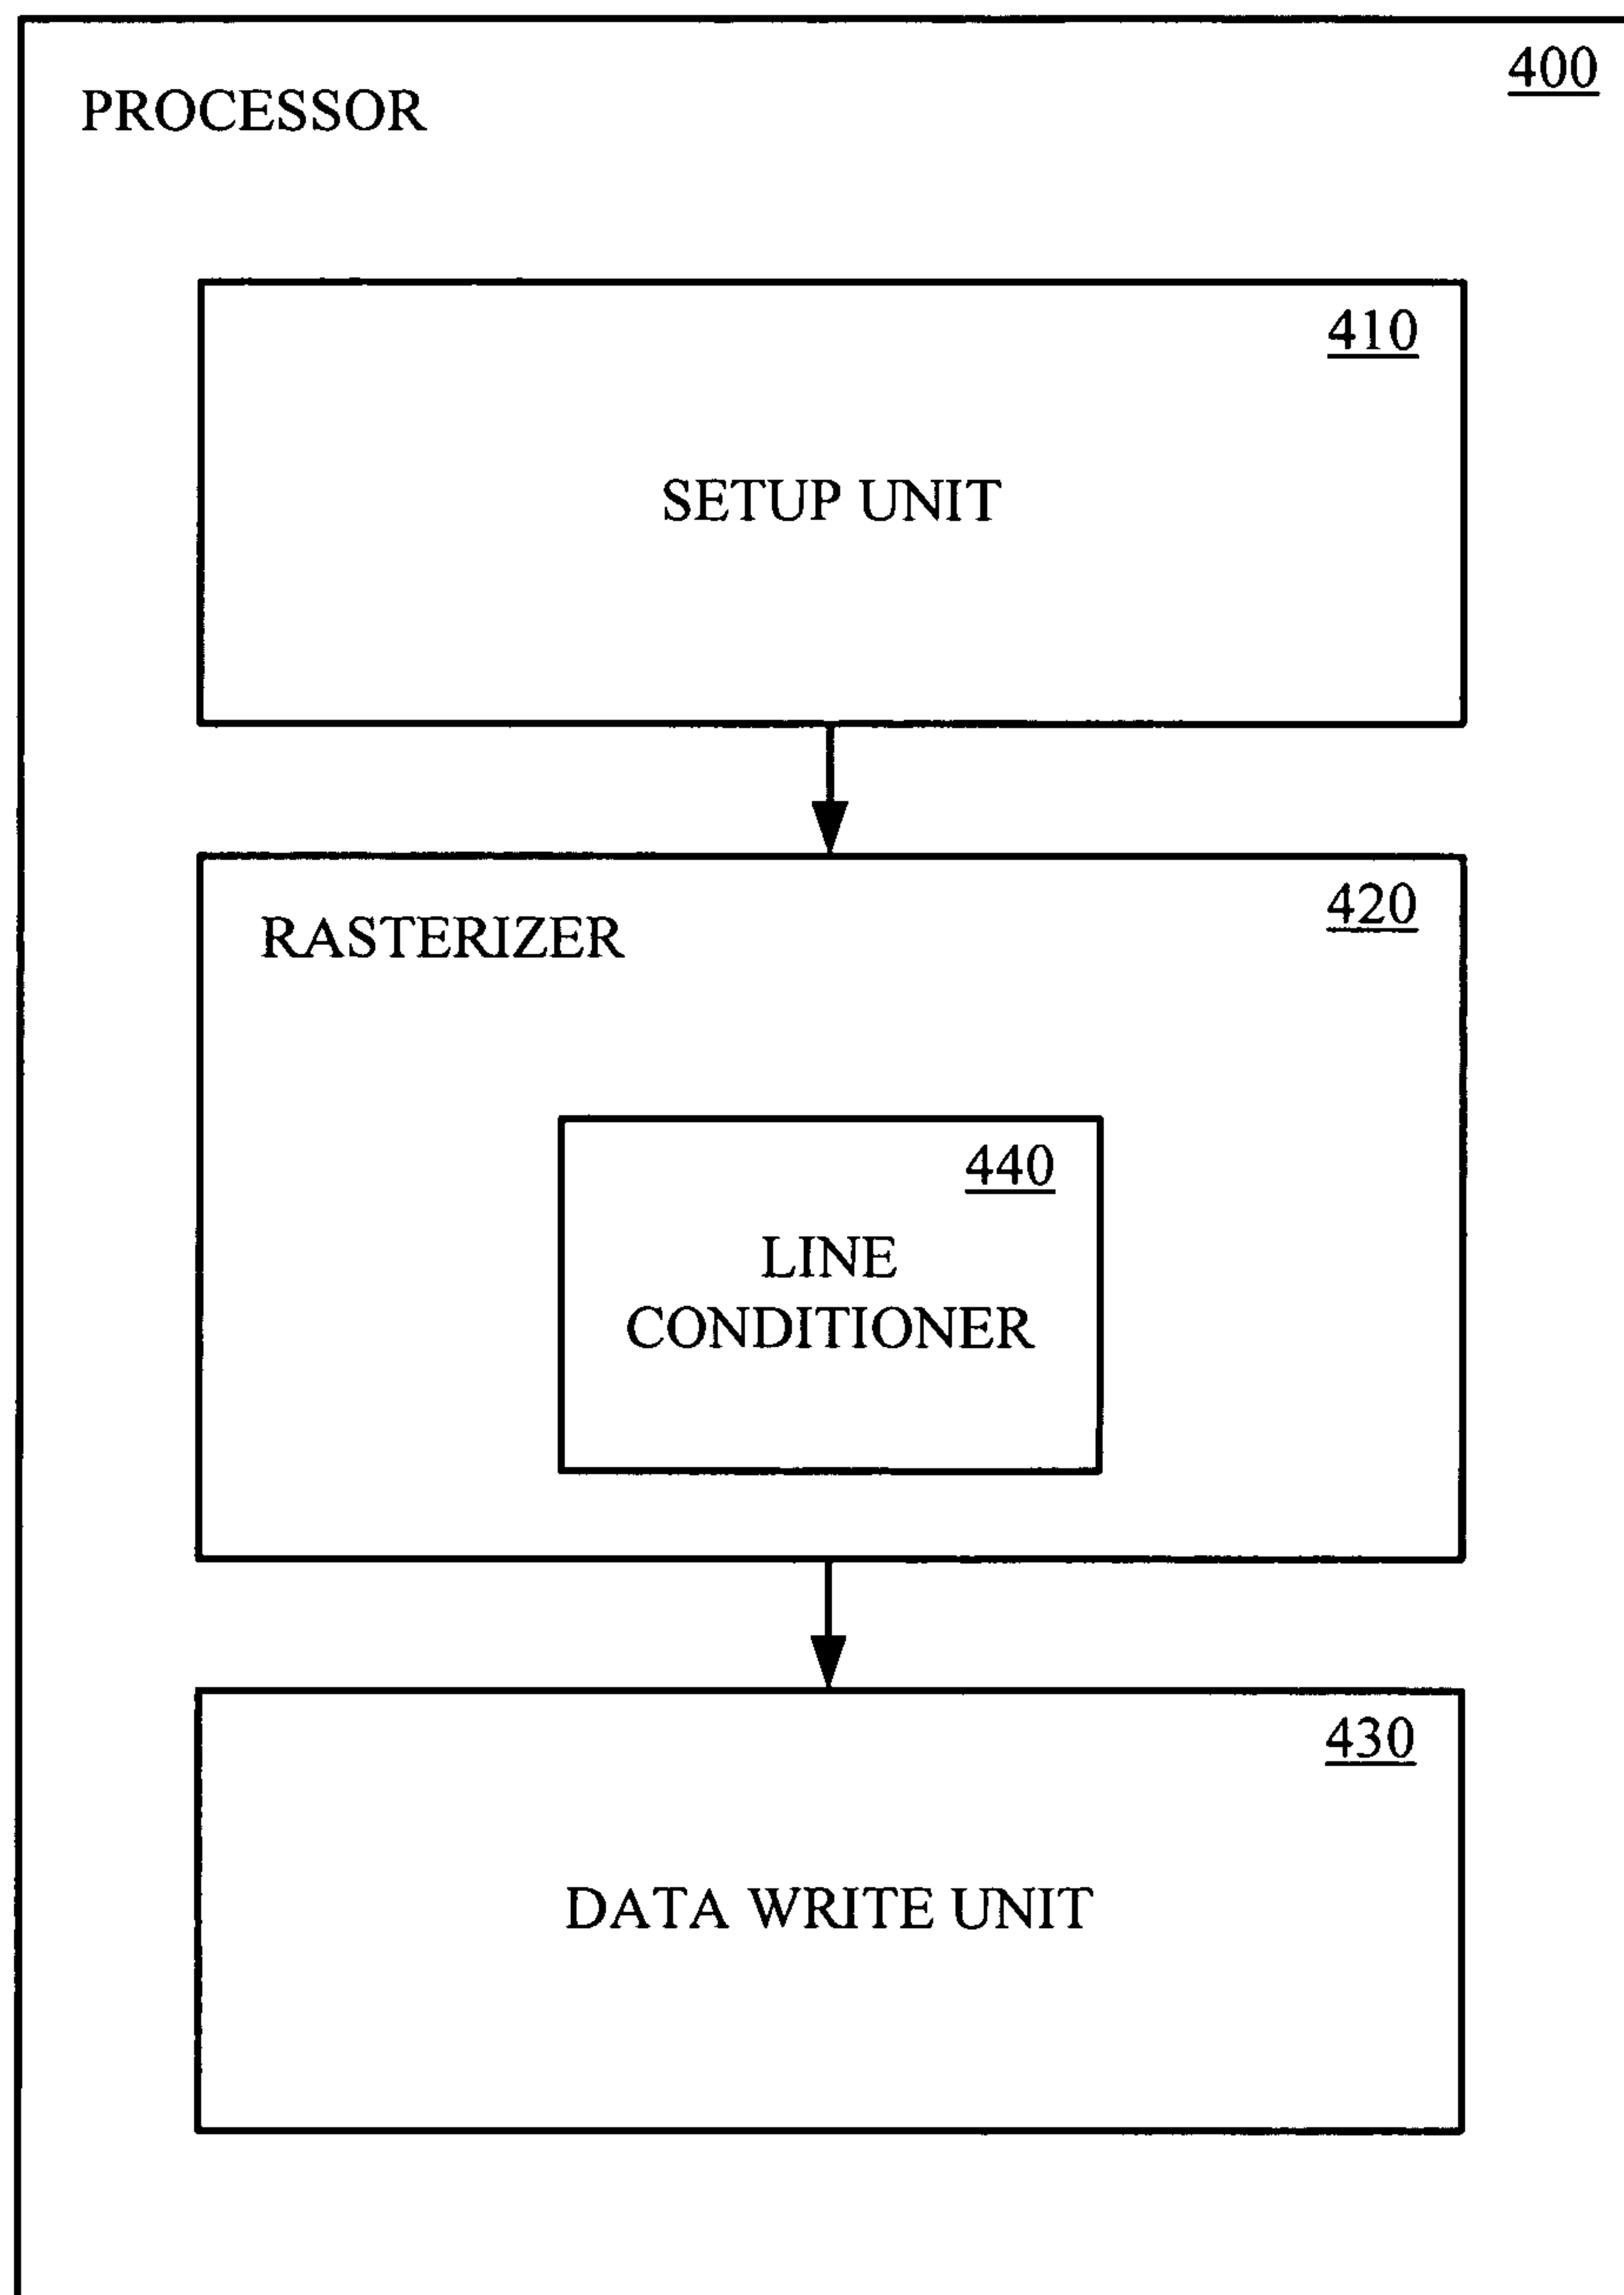 400
PROCESSOR
410
SETUP UNIT
420
RASTERIZER
440
LINE
CONDITIONER
430
DATA WRITE UNIT